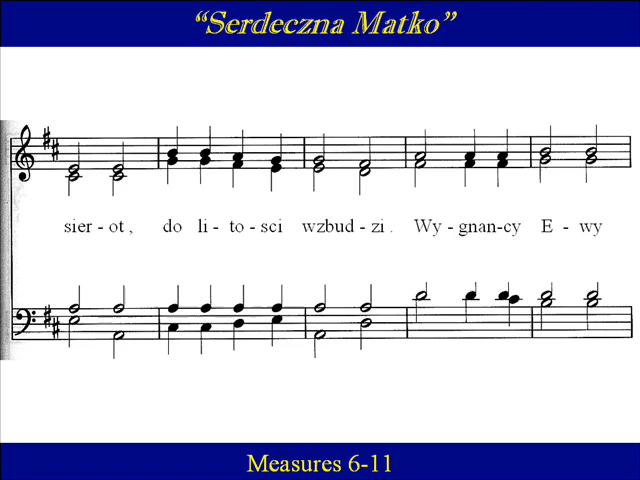 “Serdeczna Matko”
sier - ot , do li - to - sci wzbud - zi . Wy - gnan-cy E - wy
Measures 6-11